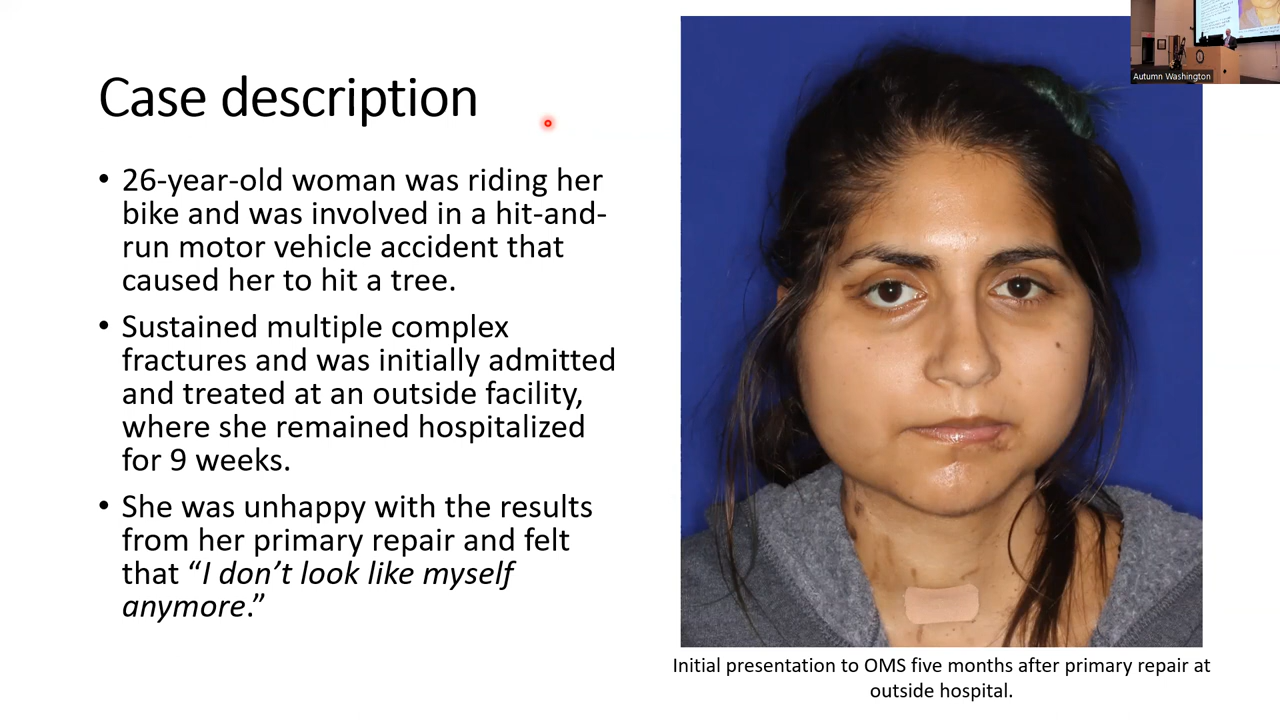 Case description
• 26-year-old woman was riding her
bike and was involved in a hit-and-
run motor vehicle accident that
caused her to hit a tree.
• Sustained multiple complex
fractures and was initially admitted
and treated at an outside facility,
where she remained hospitalized
for 9 weeks.
• She was unhappy with the results
from her primary repair and felt
that “I don’t look like myself
anymore.”
Autumn Washington
Initial presentation to OMS five months after primary repair at
outside hospital.